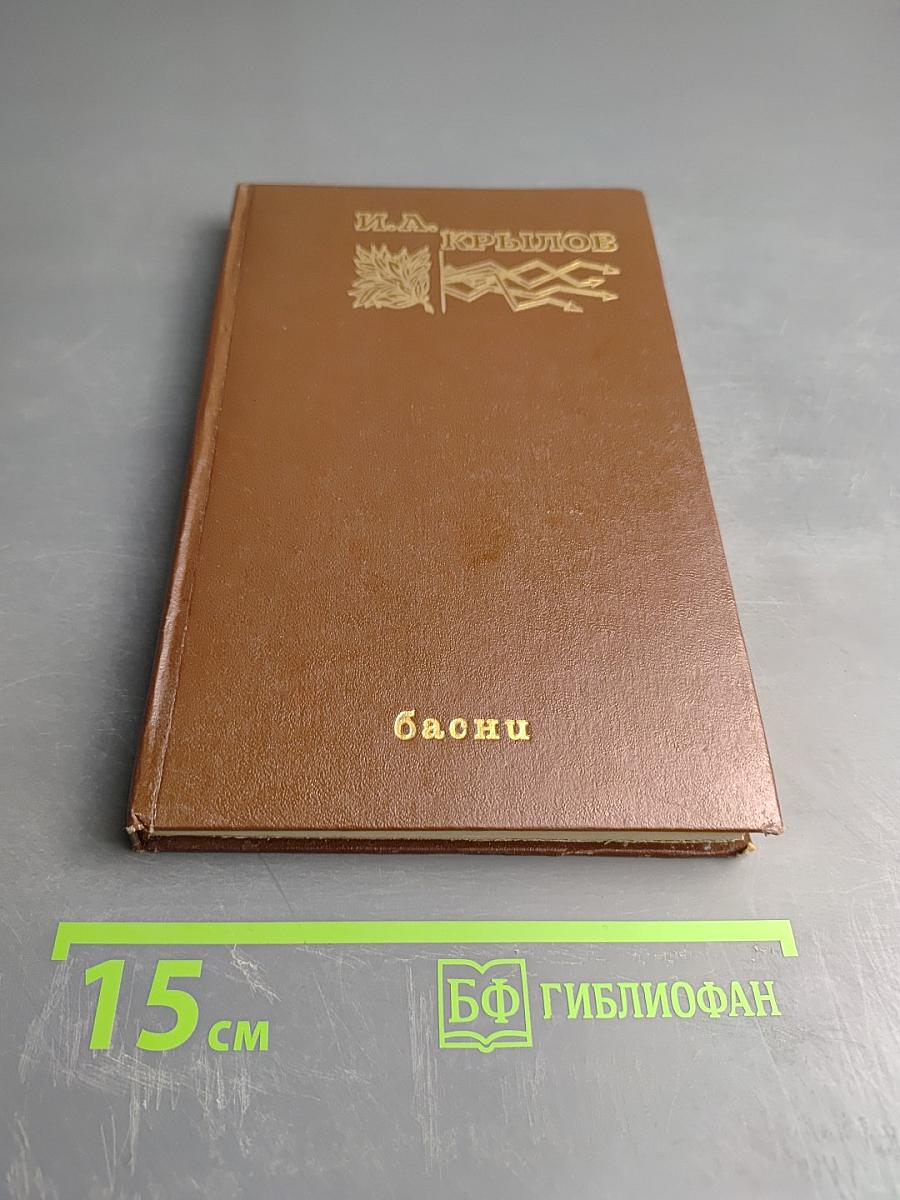 И. А.
КРЫЛОВ
басни
15 см
БФ ГИБЛИОФАН